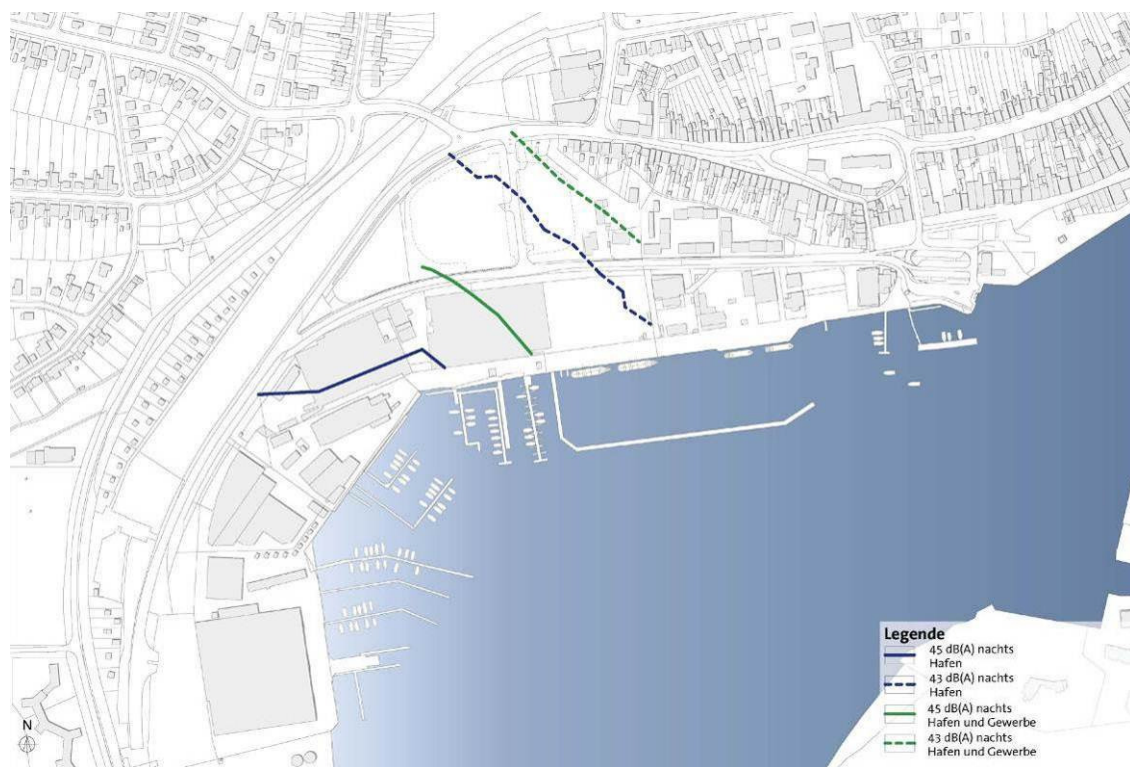 Legende
45 dB(A) nachts
Hafen
43 dB(A) nachts
Hafen
45 dB(A) nachts
Hafen und Gewerbe
43 dB(A) nachts
Hafen und Gewerbe
N